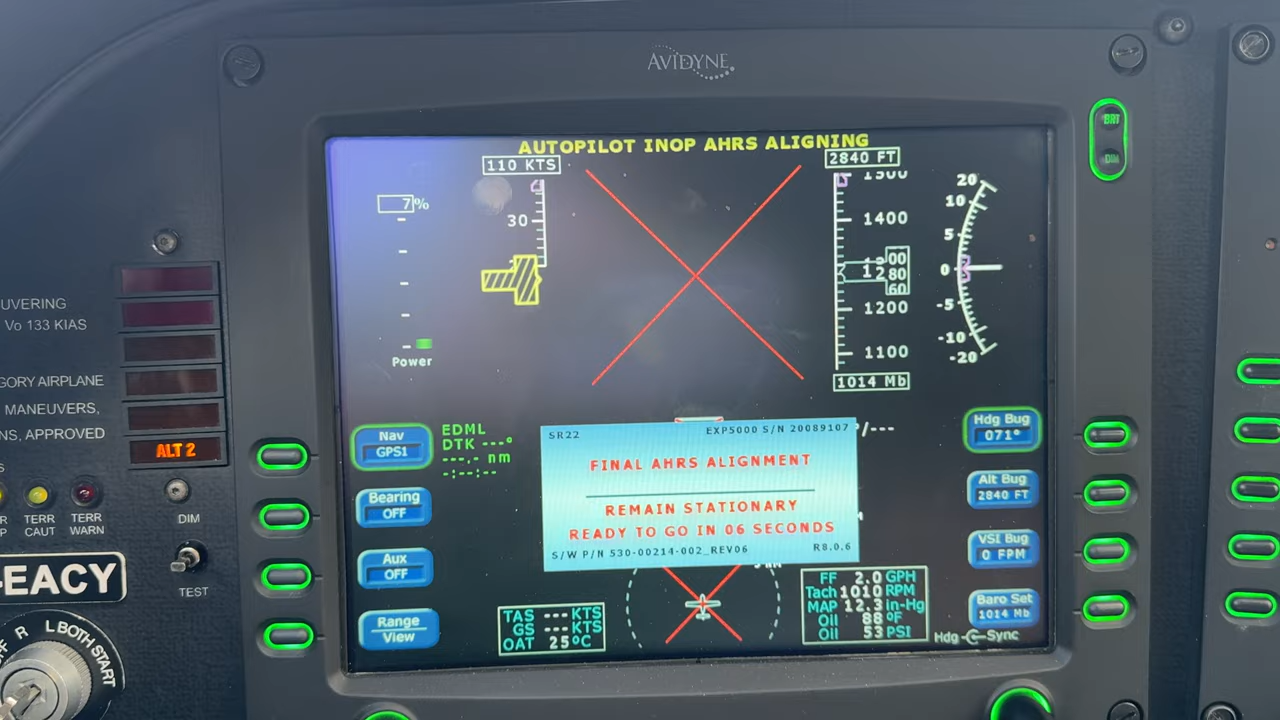 AVIDYNE
BRT
DIM
AUTOPILOT INOP AHRS ALIGNING
110 KTS
2840 FT
7%
30
Power
1300
1400
1200
1100
00
12 80
60
1014 Mb
20
10
5
0
-5
-10
-20
UVERING
Vo 133 KIAS
GORY AIRPLANE
MANEUVERS,
NS, APPROVED
ALT 2
TERR
CAUT
TERR
WARN
DIM
TEST
-EACY
R L BOTH START
Nav
GPS1
EDML
DTK ---°
---.- nm
-:--:--
Bearing
OFF
Aux
OFF
Range
View
SR22
EXP5000 S/N 20089107
FINAL AHRS ALIGNMENT
REMAIN STATIONARY
READY TO GO IN 06 SECONDS
S/W P/N 530-00214-002_REV06
R8.0.6
/---
Hdg Bug
071°
Alt Bug
2840 FT
VSI Bug
0 FPM
Baro Set
1014 Mb
Hdg Sync
TAS --- KTS
GS --- KTS
OAT 25°C
FF 2.0 GPH
Tach 1010 RPM
MAP 12.3 in-Hg
Oil 88 °F
Oil 53 PSI